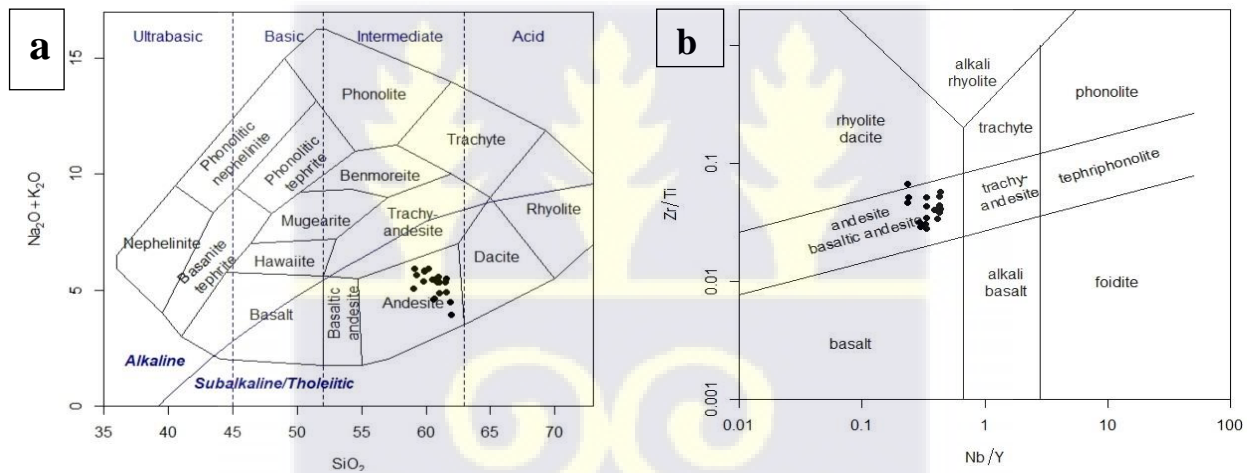 a
Ultrabasic
Basic
Intermediate
Acid
Na₂O + K₂O
15
10
5
0
Phonolite
Phonolitic
nephelinite
Phonolitic
tephrite
Trachyte
Benmoreite
Nephelinite
Basanite
tephrite
Mugearite
Trachy-
andesite
Rhyolite
Hawaiite
Dacite
Basalt
Basaltic
andesite
Andesite
Alkaline
Subalkaline/Tholeiitic
35
40
45
50
55
60
65
70
SiO₂
b
alkali
rhyolite
phonolite
rhyolite
dacite
trachyte
tephriphonolite
trachy-
andesite
andesite
basaltic andesite
alkali
basalt
foidite
basalt
Zr/Ti
0.1
0.01
0.001
0.01
0.1
1
10
100
Nb/Y